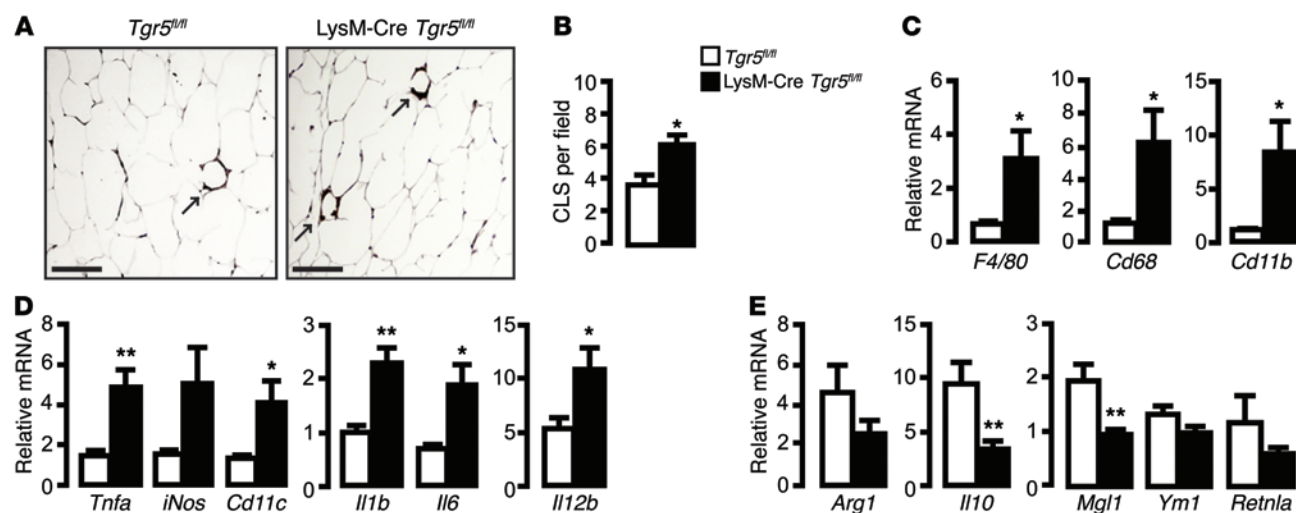 A
Tgr5fl/fl
LysM-Cre Tgr5fl/fl
B
CLS per field
10
8
6
4
2
0
*
Tgr5fl/fl
LysM-Cre Tgr5fl/fl
C
Relative mRNA
6
4
2
0
*
F4/80
10
8
6
4
2
0
*
Cd68
15
10
5
0
*
Cd11b
D
Relative mRNA
8
6
4
2
0
** *
Tnfa iNos Cd11c
3
2
1
0
** *
Il1b Il6
15
10
5
0
*
Il12b
E
Relative mRNA
8
6
4
2
0
Arg1
15
10
5
0
**
Il10
3
2
1
0
**
Mgl1 Ym1 Retnla